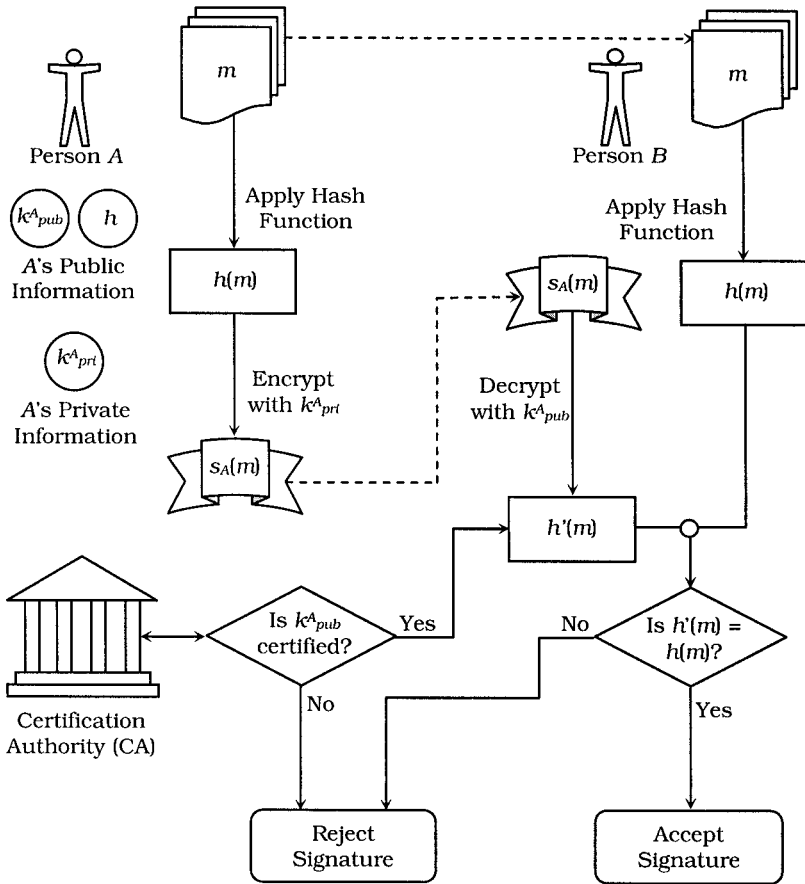 m
m
Person A
Person B
Apply Hash
Function
Apply Hash
Function
k^A_pub
h
A's Public
Information
h(m)
s_A(m)
h(m)
k^A_pri
A's Private
Information
Encrypt
with k^A_pri
Decrypt
with k^A_pub
s_A(m)
h'(m)
Is k^A_pub
certified?
Yes
No
Is h'(m) =
h(m)?
No
Yes
Certification
Authority (CA)
Reject
Signature
Accept
Signature